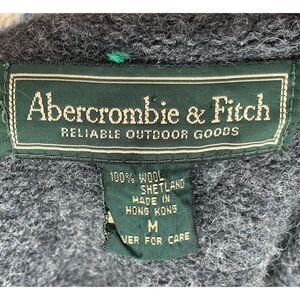 Abercrombie & Fitch
RELIABLE OUTDOOR GOODS
100% WOOL
SHETLAND
MADE IN
HONG KONG
M
VER FOR CARE